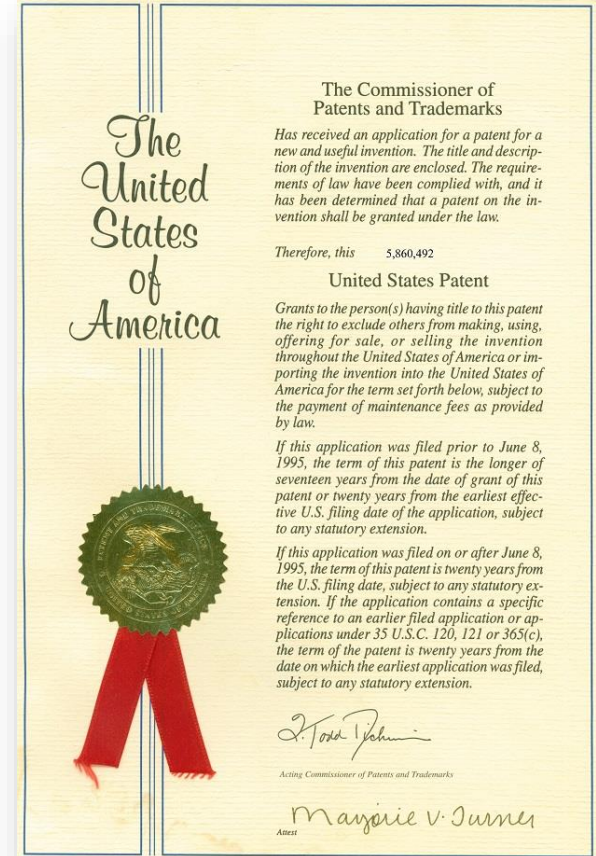 The
United
States
of
America
The Commissioner of
Patents and Trademarks
Has received an application for a patent for a
new and useful invention. The title and descrip-
tion of the invention are enclosed. The require-
ments of law have been complied with, and it
has been determined that a patent on the in-
vention shall be granted under the law.
Therefore, this 5,860,492
United States Patent
Grants to the person(s) having title to this patent
the right to exclude others from making, using,
offering for sale, or selling the invention
throughout the United States of America or im-
porting the invention into the United States of
America for the term set forth below, subject to
the payment of maintenance fees as provided
by law.
If this application was filed prior to June 8,
1995, the term of this patent is the longer of
seventeen years from the date of grant of this
patent or twenty years from the earliest effec-
tive U.S. filing date of the application, subject
to any statutory extension.
If this application was filed on or after June 8,
1995, the term of this patent is twenty years from
the U.S. filing date, subject to any statutory ex-
tension. If the application contains a specific
reference to an earlier filed application or ap-
plications under 35 U.S.C. 120, 121 or 365(c),
the term of the patent is twenty years from the
date on which the earliest application was filed,
subject to any statutory extension.
PATENT AND TRADEMARK OFFICE
UNITED STATES OF AMERICA
Q. Todd
Acting Commissioner of Patents and Trademarks
Marjorie V. Turner
Attest